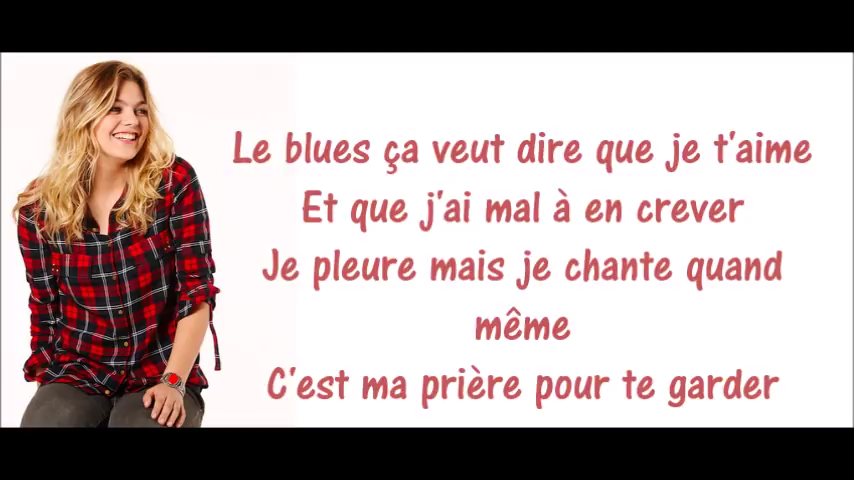 Le blues ça veut dire que je t'aime
Et que j'ai mal à en crever
Je pleure mais je chante quand
même
C'est ma prière pour te garder